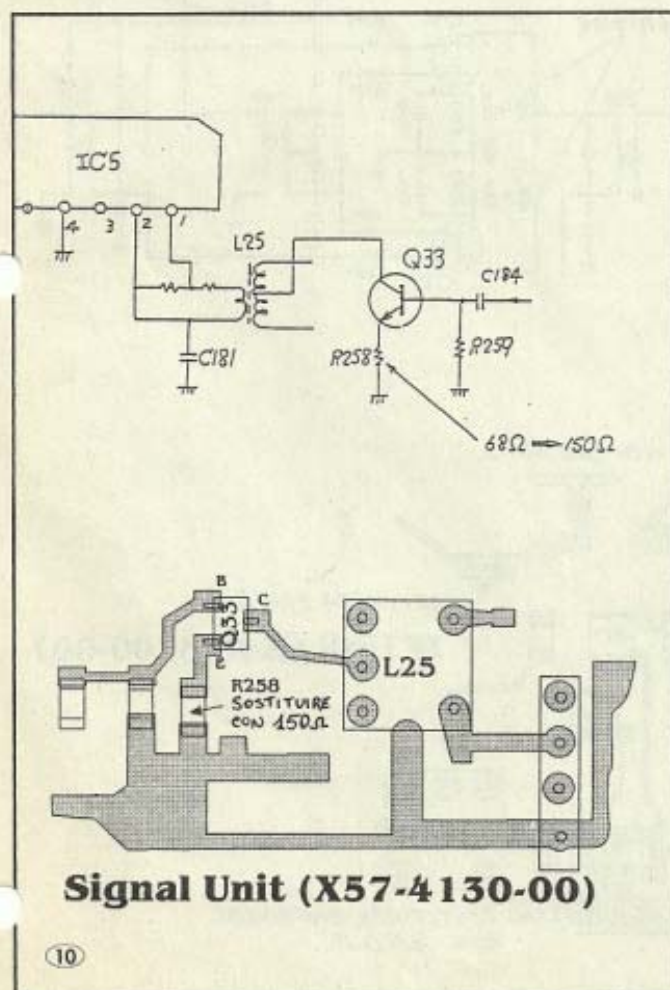 IC5
4 3 2 1
L25
Q33
C184
C181
R258
R259
68Ω ⇒ 150Ω
B
C
Q33
E
L25
R258
SOSTITUIRE
CON 150Ω
Signal Unit (X57-4130-00)
10